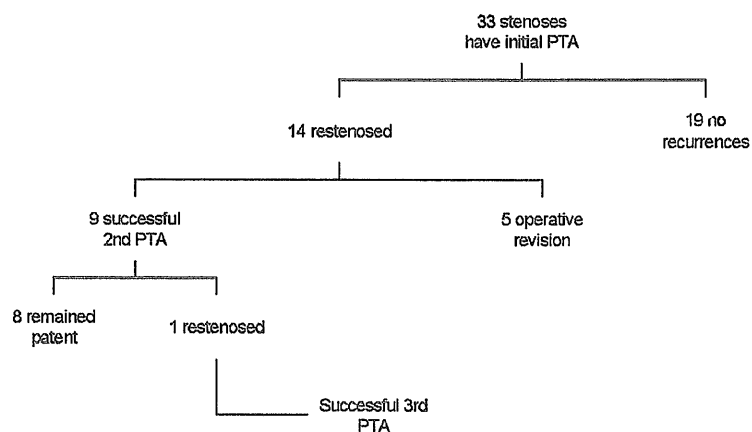 33 stenoses
have initial PTA
14 restenosed
19 no
recurrences
9 successful
2nd PTA
5 operative
revision
8 remained
patent
1 restenosed
Successful 3rd
PTA